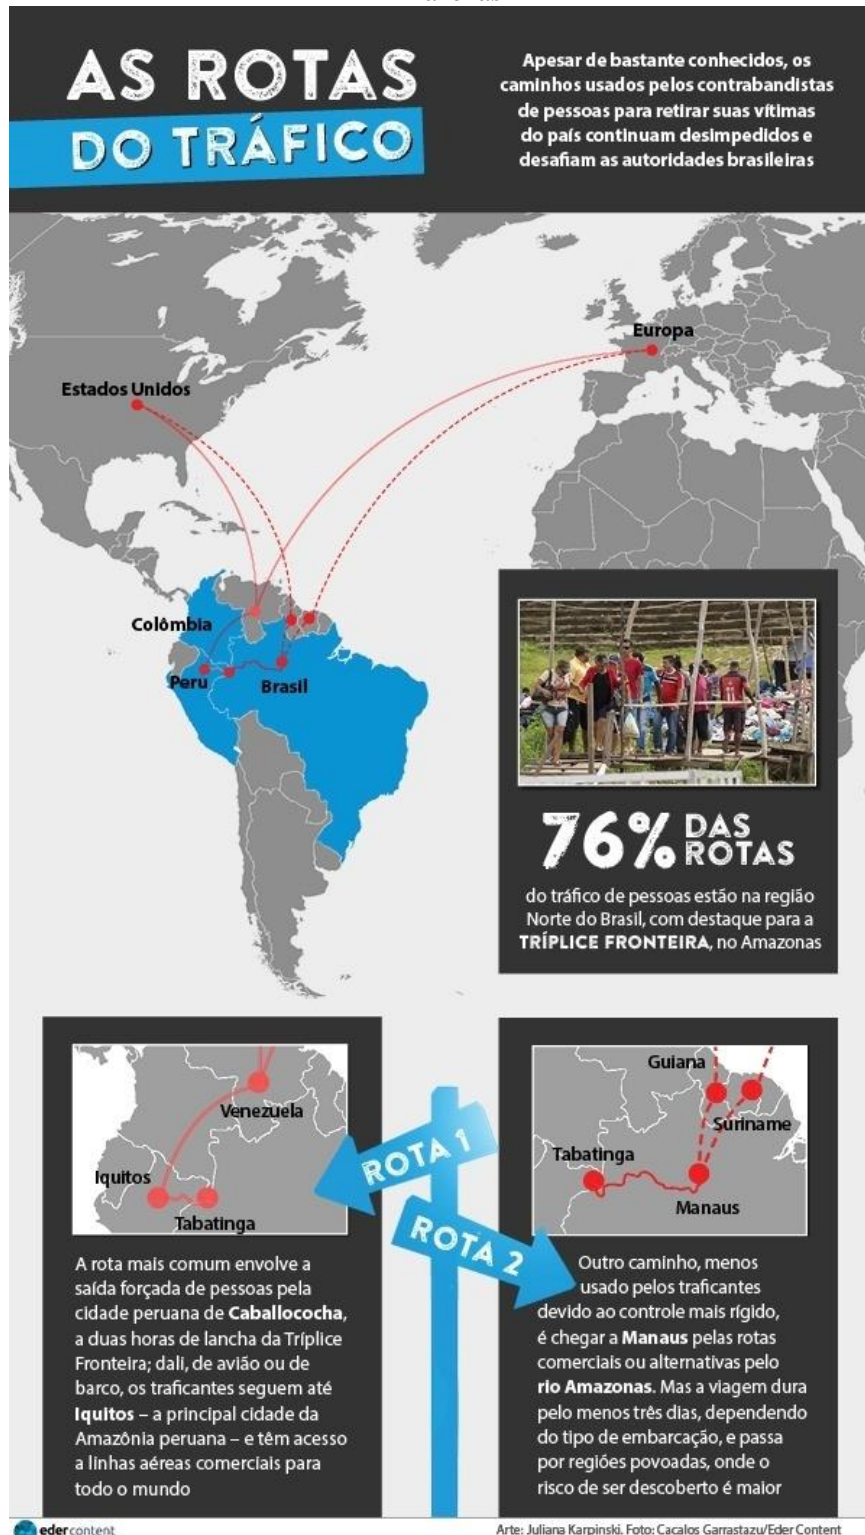 AS ROTAS
DO TRÁFICO
Apesar de bastante conhecidos, os
caminhos usados pelos contrabandistas
de pessoas para retirar suas vítimas
do país continuam desimpedidos e
desafiam as autoridades brasileiras
Europa
Estados Unidos
Colômbia
Peru
Brasil
76% DAS
ROTAS
do tráfico de pessoas estão na região
Norte do Brasil, com destaque para a
TRÍPLICE FRONTEIRA, no Amazonas
Venezuela
Iquitos
Tabatinga
ROTA 1
A rota mais comum envolve a
saída forçada de pessoas pela
cidade peruana de Caballococha,
a duas horas de lancha da Tríplice
Fronteira; dali, de avião ou de
barco, os traficantes seguem até
Iquitos – a principal cidade da
Amazônia peruana – e têm acesso
a linhas aéreas comerciais para
todo o mundo
Guiana
Suriname
Tabatinga
Manaus
ROTA 2
Outro caminho, menos
usado pelos traficantes
devido ao controle mais rígido,
é chegar a Manaus pelas rotas
comerciais ou alternativas pelo
rio Amazonas. Mas a viagem dura
pelo menos três dias, dependendo
do tipo de embarcação, e passa
por regiões povoadas, onde o
risco de ser descoberto é maior
edercontent
Arte: Juliana Karpinski. Foto: Cacalos Garrastazu/Eder Content